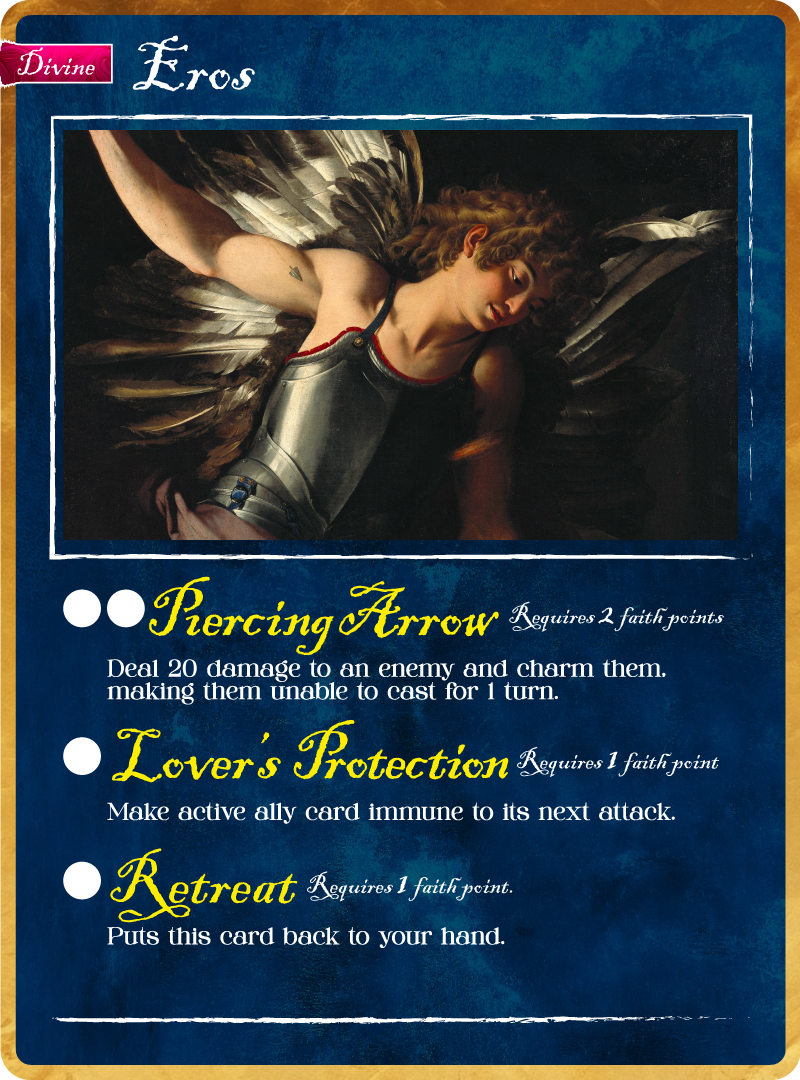 Divine
Eros
Piercing Arrow Requires 2 faith points
Deal 20 damage to an enemy and charm them,
making them unable to cast for 1 turn.
Lover's Protection Requires 1 faith point
Make active ally card immune to its next attack.
Retreat Requires 1 faith point.
Puts this card back to your hand.